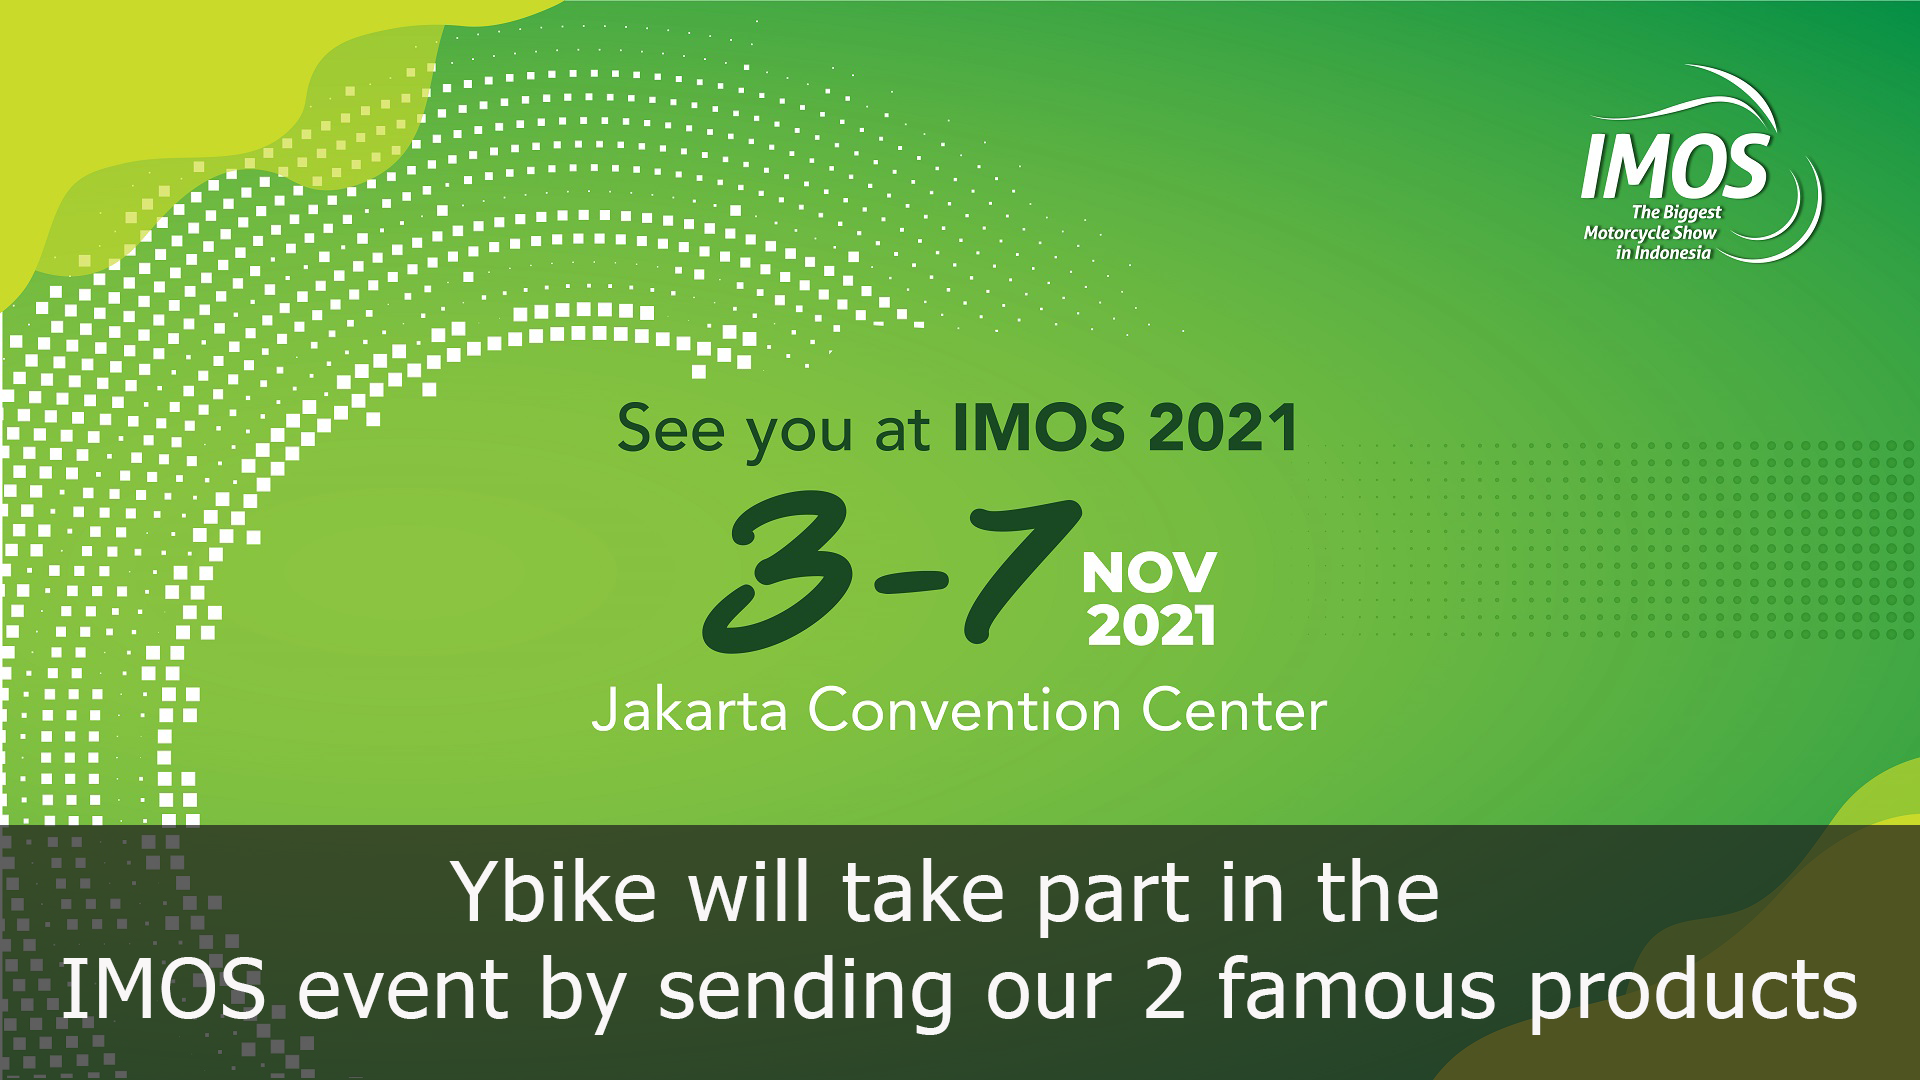 IMOS
The Biggest
Motorcycle Show
in Indonesia
See you at IMOS 2021
3-7 NOV
2021
Jakarta Convention Center
Ybike will take part in the
IMOS event by sending our 2 famous products